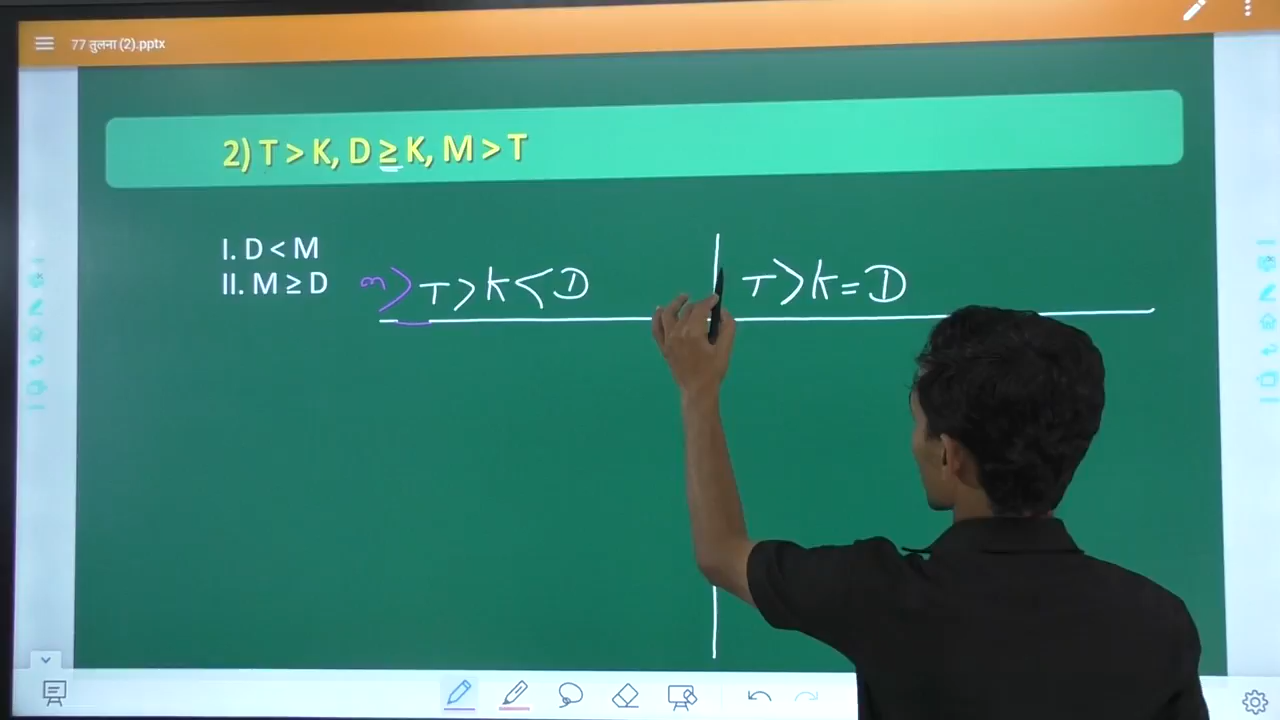 77 तुलना (2).pptx
2) T > K, D ≥ K, M > T
I. D < M
II. M ≥ D
m > T > K < D
T > K = D